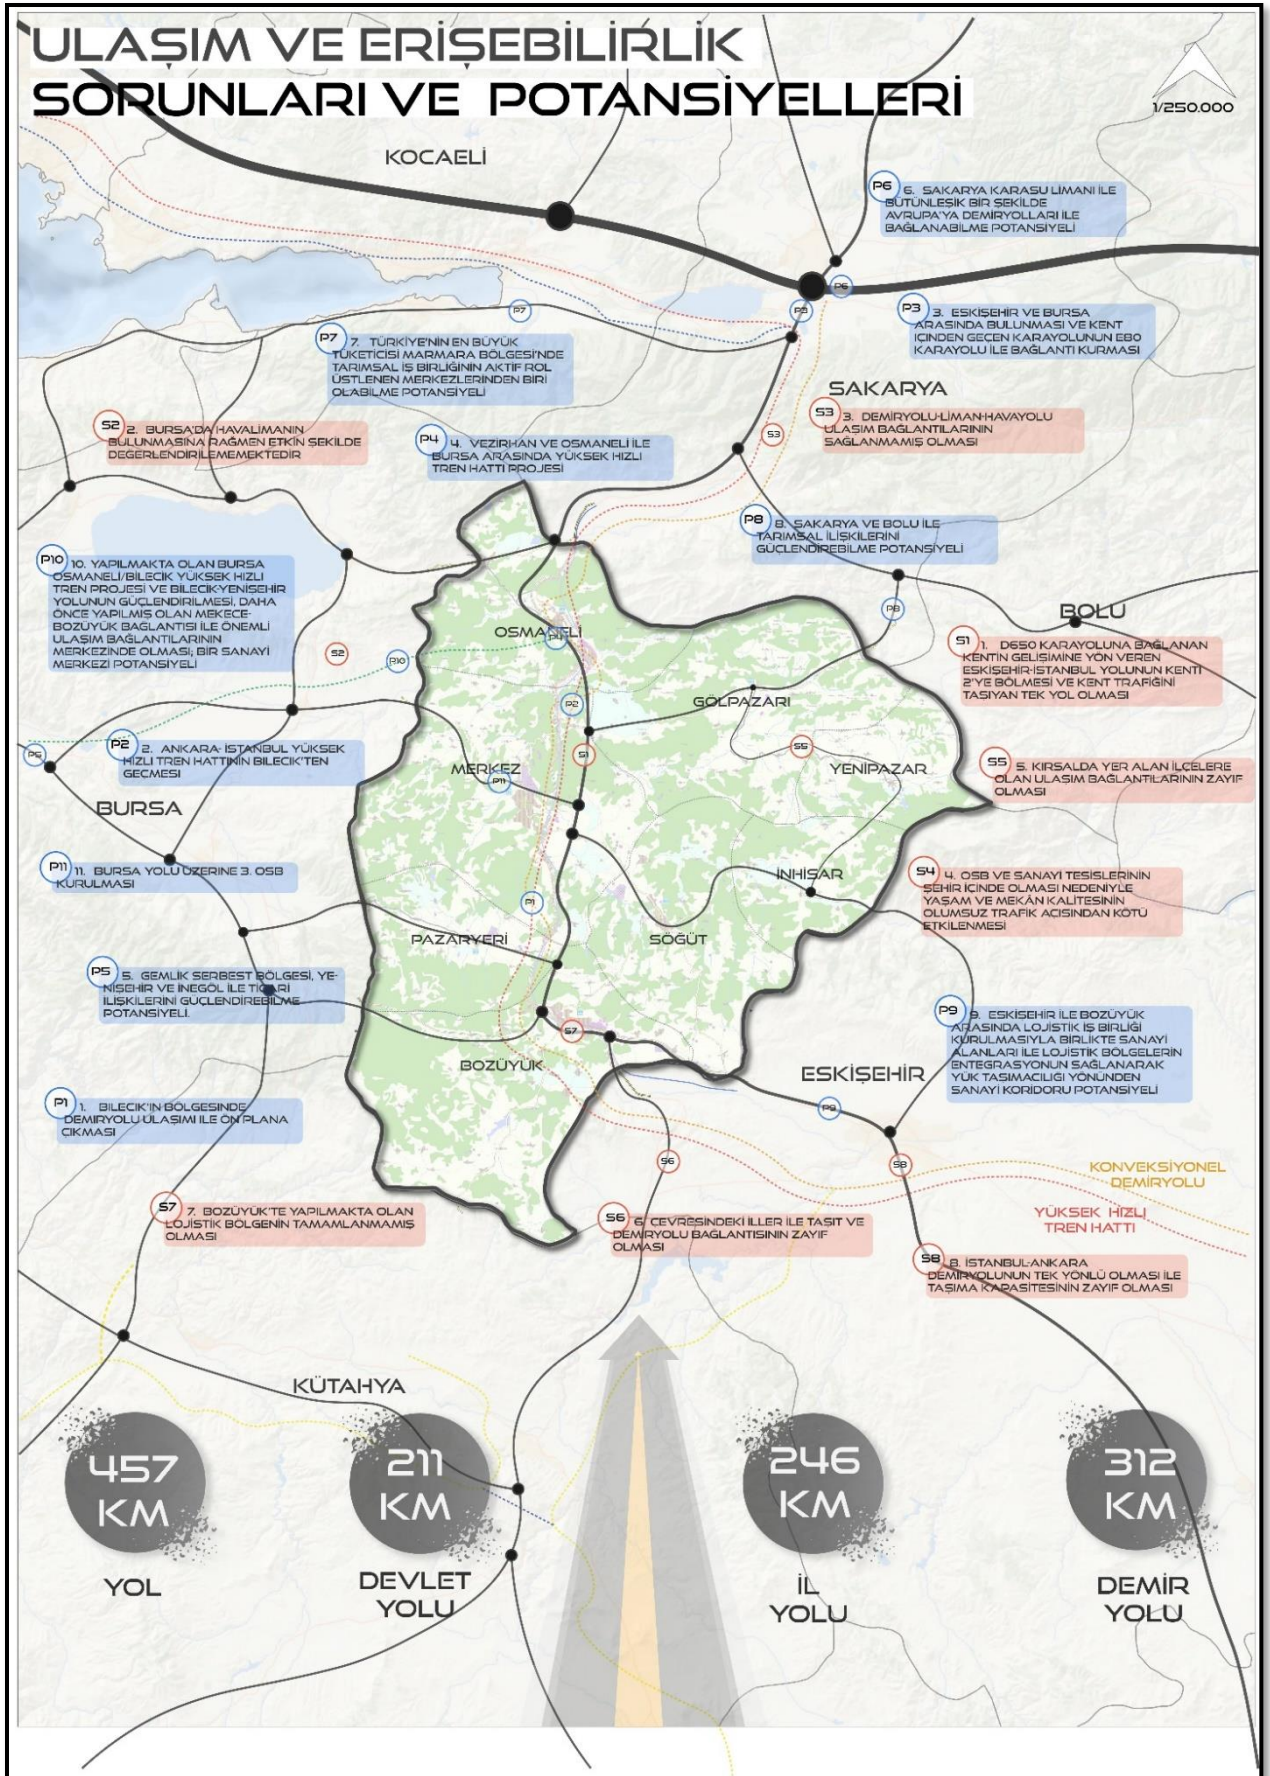 ULAŞIM VE ERİŞEBİLİRLİK
SORUNLARI VE POTANSİYELLERİ
1/250.000
KOCAELİ
P6 6. SAKARYA KARASU LİMANI İLE
BÜTÜNLEŞİK BİR ŞEKİLDE
AVRUPA'YA DEMİRYOLLARI İLE
BAĞLANABİLME POTANSİYELİ
P6
P3
P7
P3 3. ESKİŞEHİR VE BURSA
ARASINDA BULUNMASI VE KENT
İÇİNDEN GEÇEN KARAYOLUNUN E80
KARAYOLU İLE BAĞLANTI KURMASI
P7 7. TÜRKİYE'NİN EN BÜYÜK
TÜKETİCİSİ MARMARA BÖLGESİ'NDE
TARIMSAL İŞ BİRLİĞİNİN AKTİF ROL
ÜSTLENEN MERKEZLERİNDEN BİRİ
OLABİLME POTANSİYELİ
SAKARYA
S3 3. DEMİRYOLU-LİMAN-HAVAYOLU
ULAŞIM BAĞLANTILARININ
SAĞLANMAMIŞ OLMASI
S3
S2 2. BURSA'DA HAVALİMANIN
BULUNMASINA RAĞMEN ETKİN ŞEKİLDE
DEĞERLENDİRİLEMEMEKTEDİR
P4 4. VEZİRHAN VE OSMANELİ İLE
BURSA ARASINDA YÜKSEK HIZLI
TREN HATTI PROJESİ
P8 8. SAKARYA VE BOLU İLE
TARIMSAL İLİŞKİLERİNİ
GÜÇLENDİREBİLME POTANSİYELİ
P10 10. YAPILMAKTA OLAN BURSA
OSMANELİ/BİLECİK YÜKSEK HIZLI
TREN PROJESİ VE BİLECİK-YENİŞEHİR
YOLUNUN GÜÇLENDİRİLMESİ, DAHA
ÖNCE YAPILMIŞ OLAN MEKECE-
BOZÜYÜK BAĞLANTISI İLE ÖNEMLİ
ULAŞIM BAĞLANTILARININ
MERKEZİNDE OLMASI; BİR SANAYİ
MERKEZİ POTANSİYELİ
P8
BOLU
OSMANELİ
P4
S2
P10
S1 1. D650 KARAYOLUNA BAĞLANAN
KENTİN GELİŞİMİNE YÖN VEREN
ESKİŞEHİR-İSTANBUL YOLUNUN KENTİ
2'YE BÖLMESİ VE KENT TRAFİĞİNİ
TAŞIYAN TEK YOL OLMASI
GÖLPAZARI
P2
P2 2. ANKARA- İSTANBUL YÜKSEK
HIZLI TREN HATTININ BİLECİK'TEN
GEÇMESİ
P5
S1
S5
MERKEZ
P11
YENİPAZAR
S5 5. KIRSALDA YER ALAN İLÇELERE
OLAN ULAŞIM BAĞLANTILARININ ZAYIF
OLMASI
BURSA
P11 11. BURSA YOLU ÜZERİNE 3. OSB
KURULMASI
İNHİSAR
S4 4. OSB VE SANAYİ TESİSLERİNİN
ŞEHİR İÇİNDE OLMASI NEDENİYLE
YAŞAM VE MEKÂN KALİTESİNİN
OLUMSUZ TRAFİK AÇISINDAN KÖTÜ
ETKİLENMESİ
P1
PAZARYERİ
SÖĞÜT
P5 5. GEMLİK SERBEST BÖLGESİ, YE-
NİŞEHİR VE İNEGÖL İLE TİCARİ
İLİŞKİLERİNİ GÜÇLENDİREBİLME
POTANSİYELİ.
P9 9. ESKİŞEHİR İLE BOZÜYÜK
ARASINDA LOJİSTİK İŞ BİRLİĞİ
KURULMASIYLA BİRLİKTE SANAYİ
ALANLARI İLE LOJİSTİK BÖLGELERİN
ENTEGRASYONUN SAĞLANARAK
YÜK TAŞIMACILIĞI YÖNÜNDEN
SANAYİ KORİDORU POTANSİYELİ
S7
BOZÜYÜK
ESKİŞEHİR
P1 1. BİLECİK'İN BÖLGESİNDE
DEMİRYOLU ULAŞIMI İLE ÖN PLANA
ÇIKMASI
P9
S6
S8
KONVEKSİYONEL
DEMİRYOLU
YÜKSEK HIZLI
TREN HATTI
S7 7. BOZÜYÜK'TE YAPILMAKTA OLAN
LOJİSTİK BÖLGENİN TAMAMLANMAMIŞ
OLMASI
S6 6. ÇEVRESİNDEKİ İLLER İLE TAŞIT VE
DEMİRYOLU BAĞLANTISININ ZAYIF
OLMASI
S8 8. İSTANBUL-ANKARA
DEMİRYOLUNUN TEK YÖNLÜ OLMASI İLE
TAŞIMA KAPASİTESİNİN ZAYIF OLMASI
KÜTAHYA
457
KM
YOL
211
KM
DEVLET
YOLU
246
KM
İL
YOLU
312
KM
DEMİR
YOLU